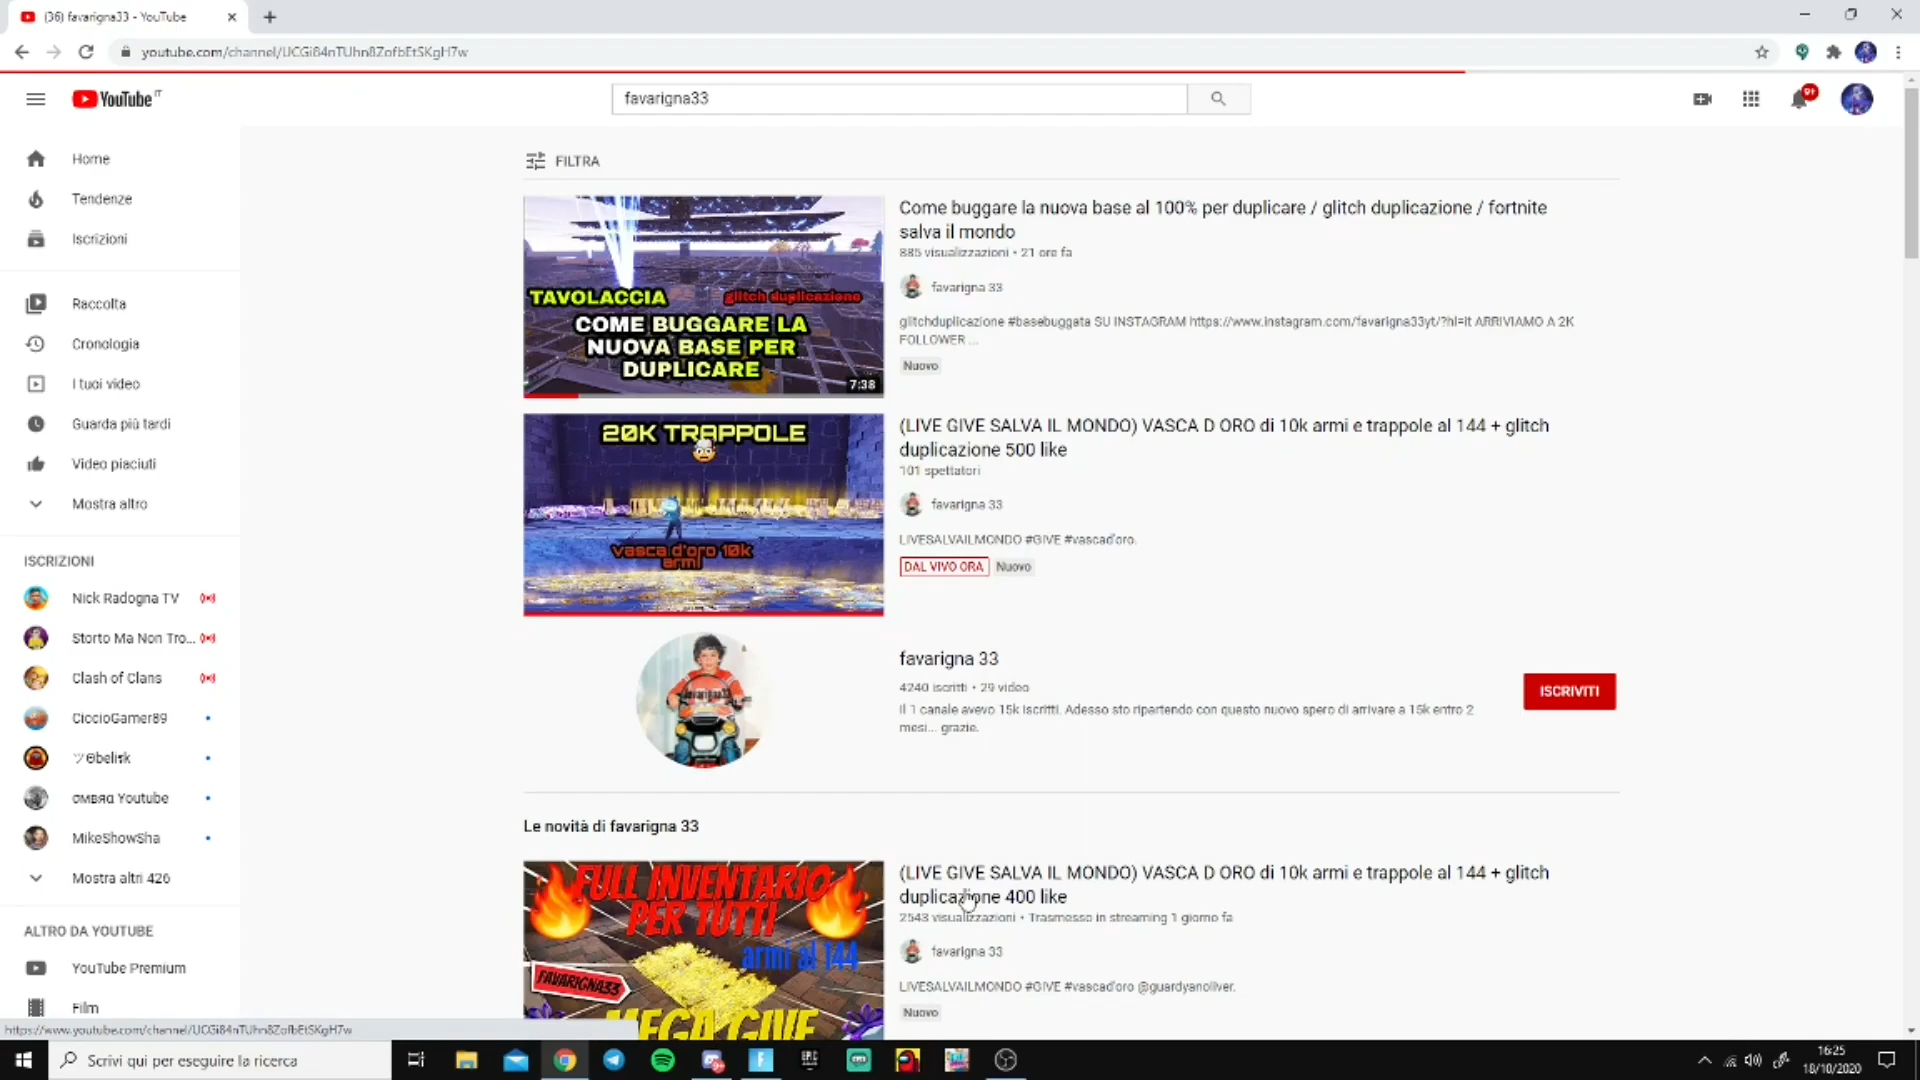 (36) favarigna33 - YouTube
youtube.com/channel/UCGi84nTUhn8ZofbEtSKgH7w
YouTube IT
favarigna33
9+
Home
Tendenze
Iscrizioni
Raccolta
Cronologia
I tuoi video
Guarda più tardi
Video piaciuti
Mostra altro
ISCRIZIONI
Nick Radogna TV
Storto Ma Non Tro...
Clash of Clans
CiccioGamer89
MikeShowSha
Mostra altri 426
ALTRO DA YOUTUBE
YouTube Premium
Film
FILTRA
TAVOLACCIA
glitch duplicazione
COME BUGGARE LA
NUOVA BASE PER
DUPLICARE
7:38
Come buggare la nuova base al 100% per duplicare / glitch duplicazione / fortnite
salva il mondo
885 visualizzazioni • 21 ore fa
favarigna 33
glitchduplicazione #basebuggata SU INSTAGRAM https://www.instagram.com/favarigna33yt/?hl=it ARRIVIAMO A 2K
FOLLOWER ...
Nuovo
20K TRAPPOLE
vasca d'oro 10k
armi
(LIVE GIVE SALVA IL MONDO) VASCA D ORO di 10k armi e trappole al 144 + glitch
duplicazione 500 like
101 spettatori
favarigna 33
LIVESALVAILMONDO #GIVE #vascad'oro.
DAL VIVO ORA
Nuovo
favarigna33
favarigna 33
4240 iscritti • 29 video
Il 1 canale avevo 15k iscritti. Adesso sto ripartendo con questo nuovo spero di arrivare a 15k entro 2
mesi... grazie.
ISCRIVITI
Le novità di favarigna 33
FULL INVENTARIO
PER TUTTI
armi al 144
FAVARIGNA33
MEGA GIVE
(LIVE GIVE SALVA IL MONDO) VASCA D ORO di 10k armi e trappole al 144 + glitch
duplicazione 400 like
2543 visualizzazioni • Trasmesso in streaming 1 giorno fa
favarigna 33
LIVESALVAILMONDO #GIVE #vascad'oro @guardyanoliver.
Nuovo
https://www.youtube.com/channel/UCGi84nTUhn8ZofbEtSKgH7w
Scrivi qui per eseguire la ricerca
EPIC
16:25
18/10/2020